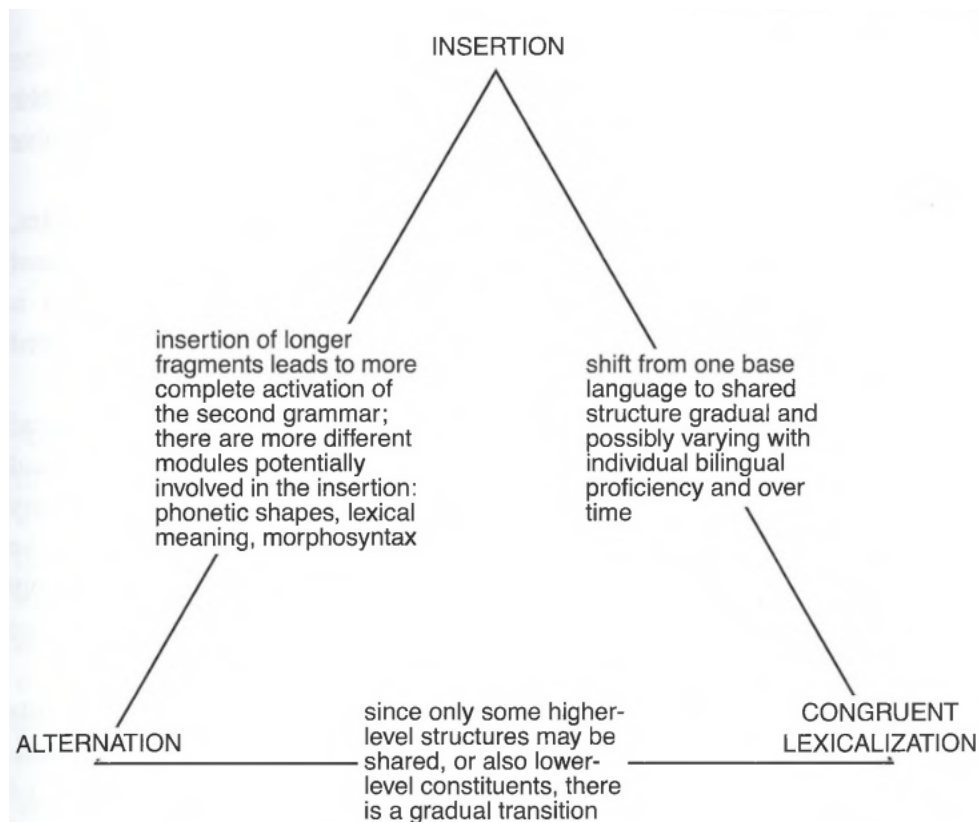 INSERTION
insertion of longer
fragments leads to more
complete activation of
the second grammar;
there are more different
modules potentially
involved in the insertion:
phonetic shapes, lexical
meaning, morphosyntax
shift from one base
language to shared
structure gradual and
possibly varying with
individual bilingual
proficiency and over
time
ALTERNATION
since only some higher-
level structures may be
shared, or also lower-
level constituents, there
is a gradual transition
CONGRUENT
LEXICALIZATION